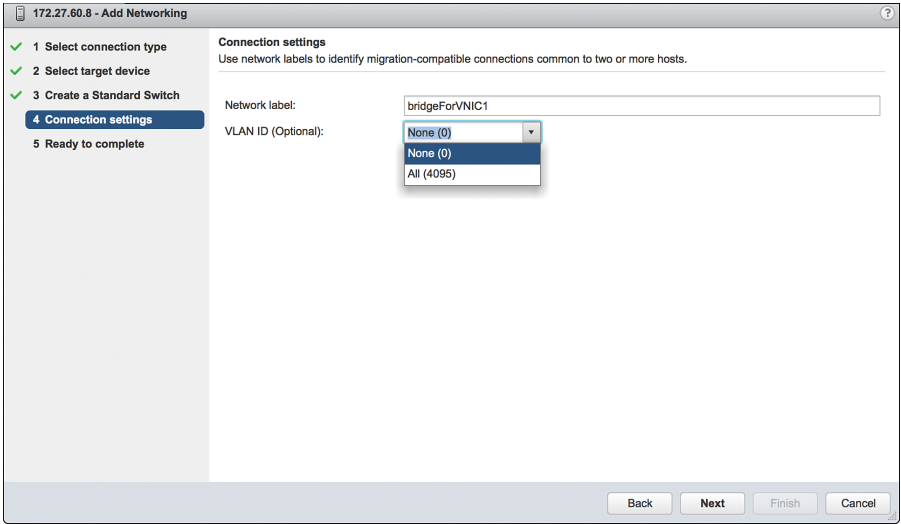 172.27.60.8 - Add Networking
?
1 Select connection type
2 Select target device
3 Create a Standard Switch
4 Connection settings
5 Ready to complete
Connection settings
Use network labels to identify migration-compatible connections common to two or more hosts.
Network label: bridgeForVNIC1
VLAN ID (Optional): None (0)
None (0)
All (4095)
Back Next Finish Cancel